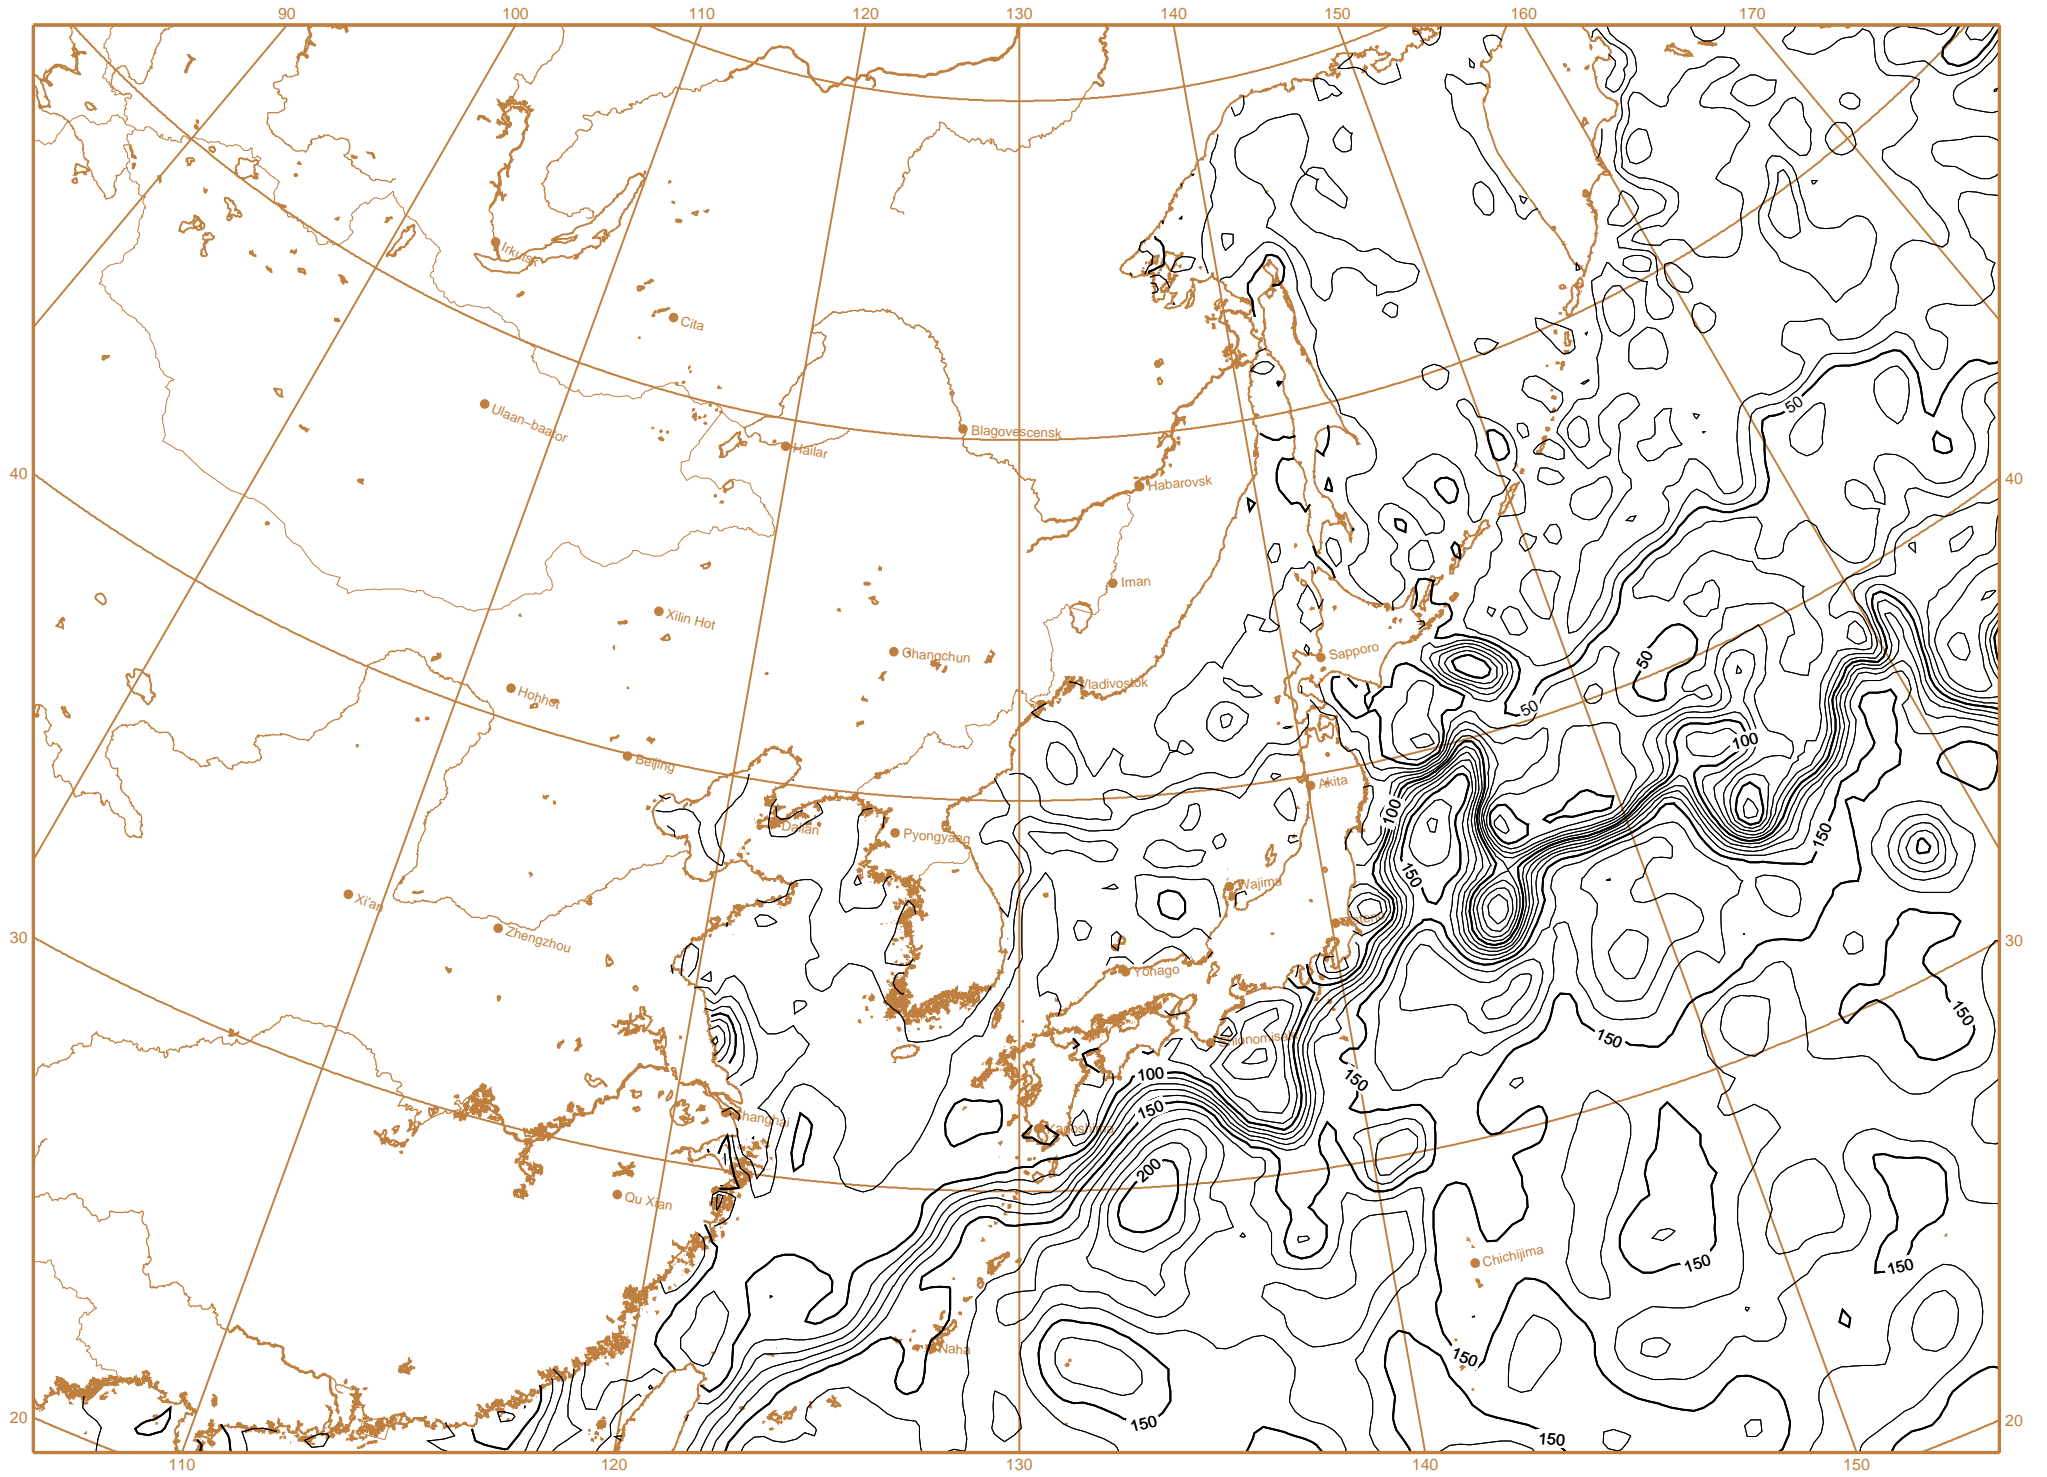 90 100 110 120 130 140 150 160 170
Irkutsk
Cita
50
Ulaan-baator
Blagovescensk
Hailar
40
40
Habarovsk
Iman
Xilin Hot
Changchun
Sapporo
50
Vladivostok
Hohhot
50
100
Beijing
Akita
100
Dalian
Pyongyang
150
150
Wajima
Xi'an
Zhengzhou
30
30
Yonago
150
150
Shionomisaki
100
150
150
Shanghai
Kagoshima
200
Qu Xian
Chichijima
150
150
Naha
150
150
150
20
20
110 120 130 140 150